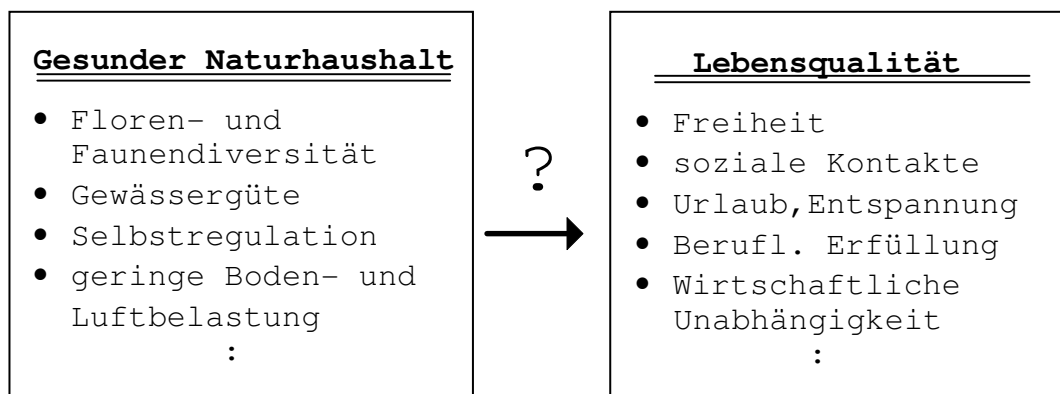 Gesunder Naturhaushalt
• Floren- und
Faunendiversität
• Gewässergüte
• Selbstregulation
• geringe Boden- und
Luftbelastung
:
?
Lebensqualität
• Freiheit
• soziale Kontakte
• Urlaub,Entspannung
• Berufl. Erfüllung
• Wirtschaftliche
Unabhängigkeit
: